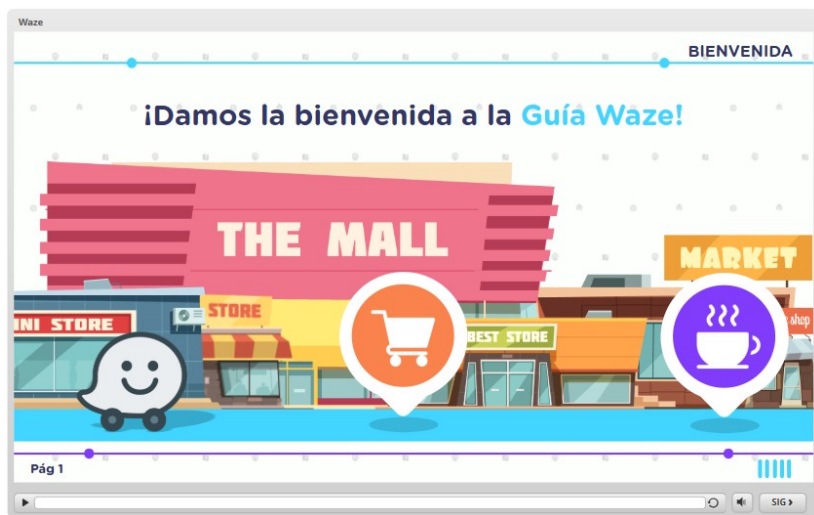 Waze
BIENVENIDA
¡Damos la bienvenida a la Guía Waze!
THE MALL
MARKET
STORE
INI STORE
BEST STORE
shop
Pág 1
SIG ›